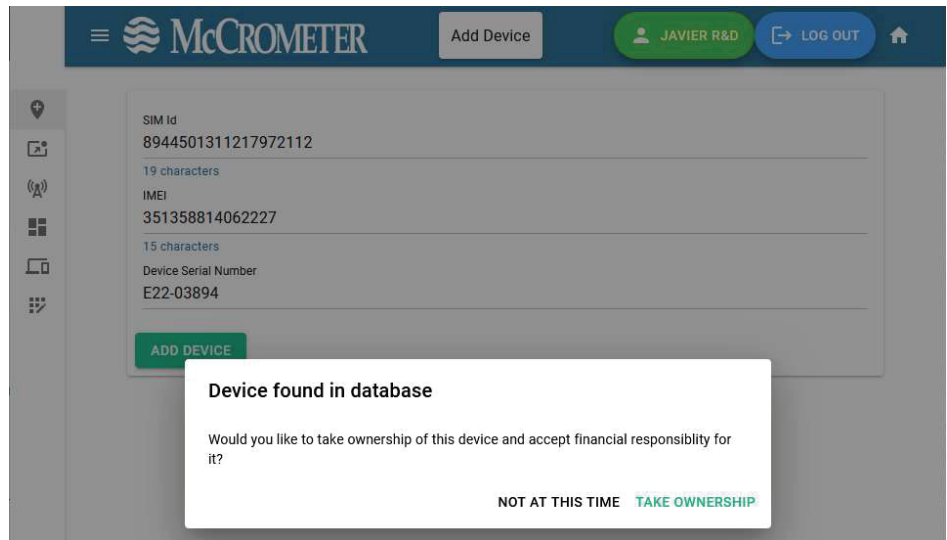 McCROMETER
Add Device
JAVIER R&D
LOG OUT
SIM Id
8944501311217972112
19 characters
IMEI
351358814062227
15 characters
Device Serial Number
E22-03894
ADD DEVICE
Device found in database
Would you like to take ownership of this device and accept financial responsiblity for
it?
NOT AT THIS TIME TAKE OWNERSHIP